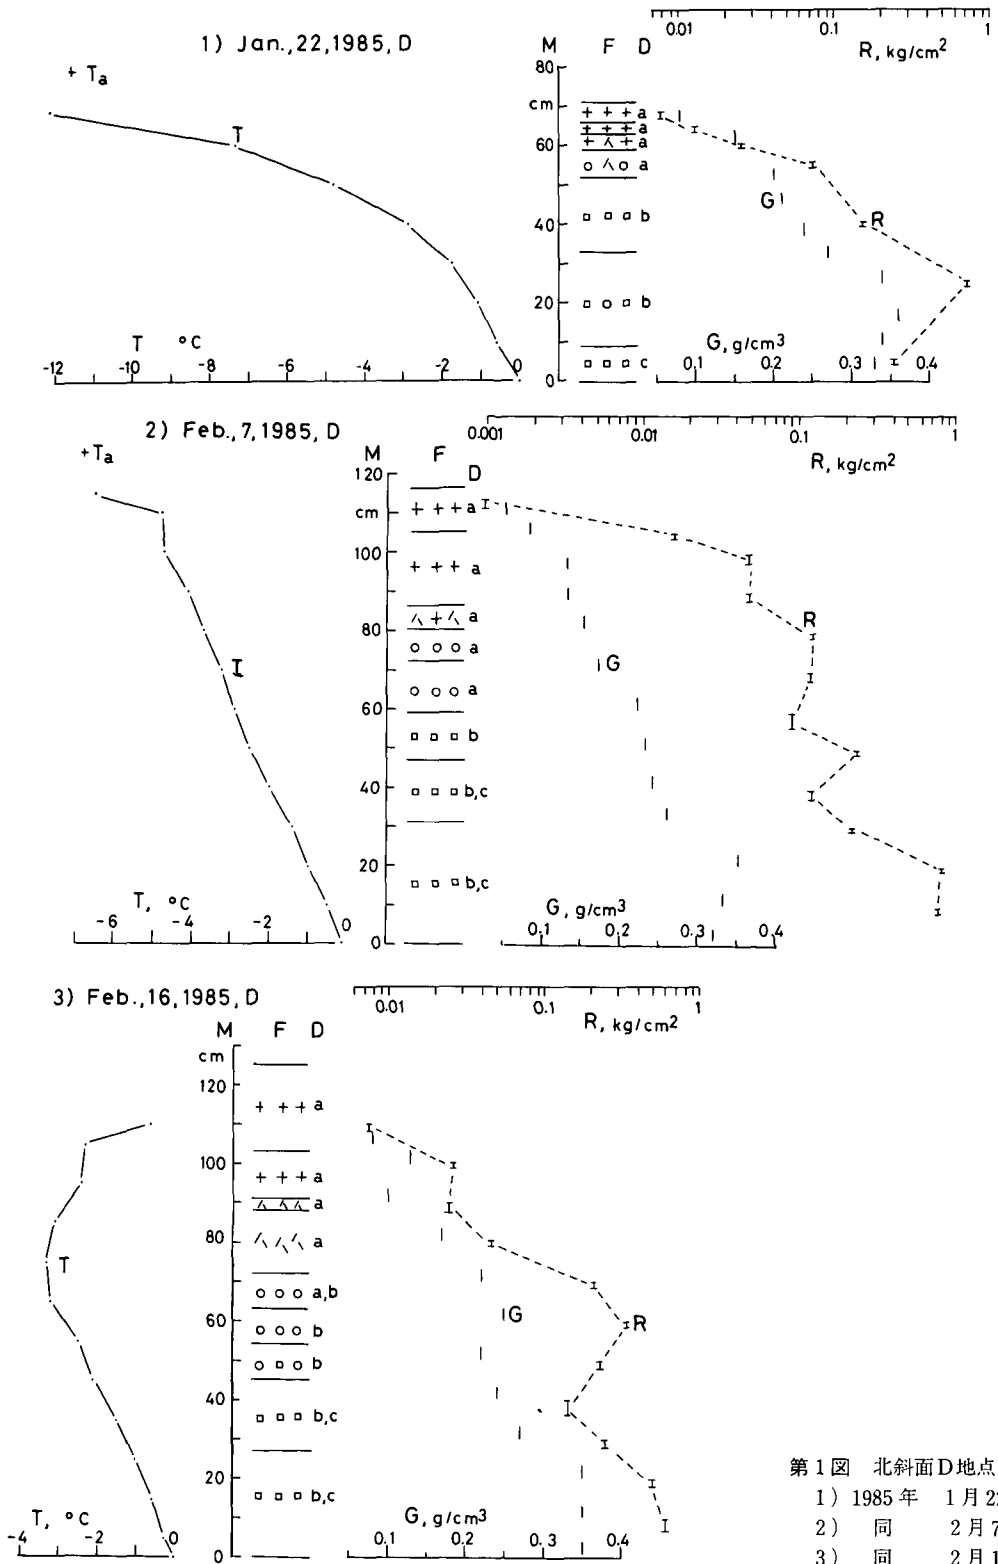 1) Jan.,22,1985, D
+ Ta
T
T °C
-12 -10 -8 -6 -4 -2 0
M F D
80
cm
60
40
20
0
+ + + a
+ + + a
+ ∧ + a
o ∧ o a
□ □ □ b
□ o □ b
□ □ □ c
0.01 0.1 1
R, kg/cm2
G
R
G, g/cm3
0.1 0.2 0.3 0.4
2) Feb., 7, 1985, D
+Ta
T
T, °C
-6 -4 -2 0
M F D
120
cm
100
80
60
40
20
0
+ + + a
+ + + a
∧ + ∧ a
o o o a
o o o a
□ □ □ b
□ □ □ b,c
□ □ □ b,c
0.001 0.01 0.1 1
R, kg/cm2
R
G
G, g/cm3
0.1 0.2 0.3 0.4
3) Feb.,16,1985, D
T
T, °C
-4 -2 0
M F D
cm
120
100
80
60
40
20
0
+ + + a
+ + + a
∧ ∧ ∧ a
∧ ∧ ∧ a
o o o a,b
o o o b
o □ o b
□ □ □ b,c
□ □ □ b,c
0.01 0.1 1
R, kg/cm2
G
R
G, g/cm3
0.1 0.2 0.3 0.4
第1図 北斜面D地点
1) 1985年 1月2
2) 同 2月7
3) 同 2月1